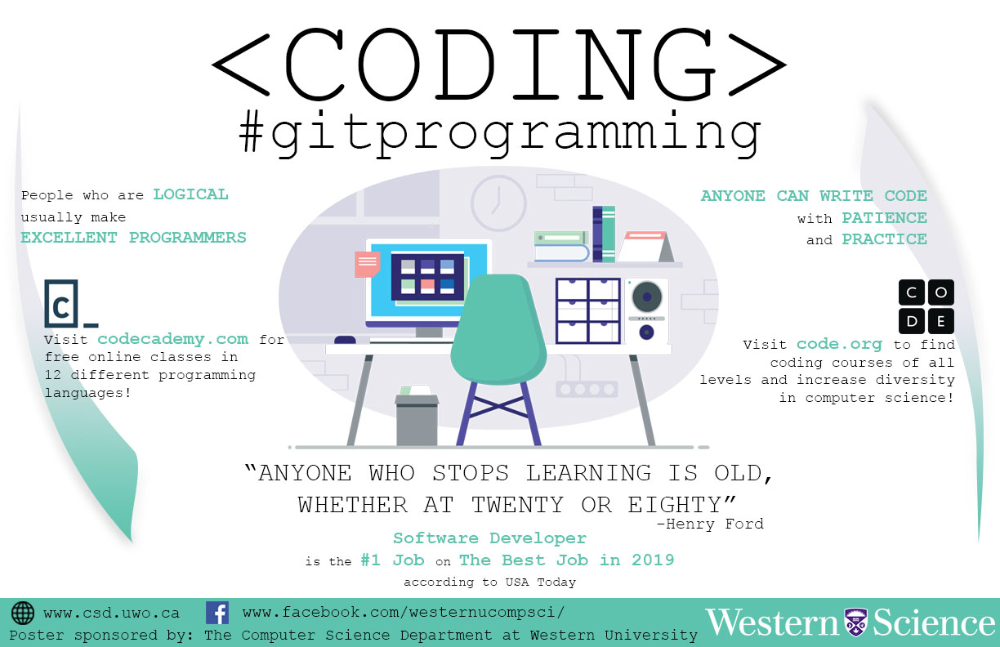 <CODING>
#gitprogramming
People who are LOGICAL
usually make
EXCELLENT PROGRAMMERS
ANYONE CAN WRITE CODE
with PATIENCE
and PRACTICE
c_
Visit codecademy.com for
free online classes in
12 different programming
languages!
CO
DE
Visit code.org to find
coding courses of all
levels and increase diversity
in computer science!
“ANYONE WHO STOPS LEARNING IS OLD,
WHETHER AT TWENTY OR EIGHTY”
-Henry Ford
Software Developer
is the #1 Job on The Best Job in 2019
according to USA Today
www.csd.uwo.ca f www.facebook.com/westernucompsci/
Poster sponsored by: The Computer Science Department at Western University
Western Science